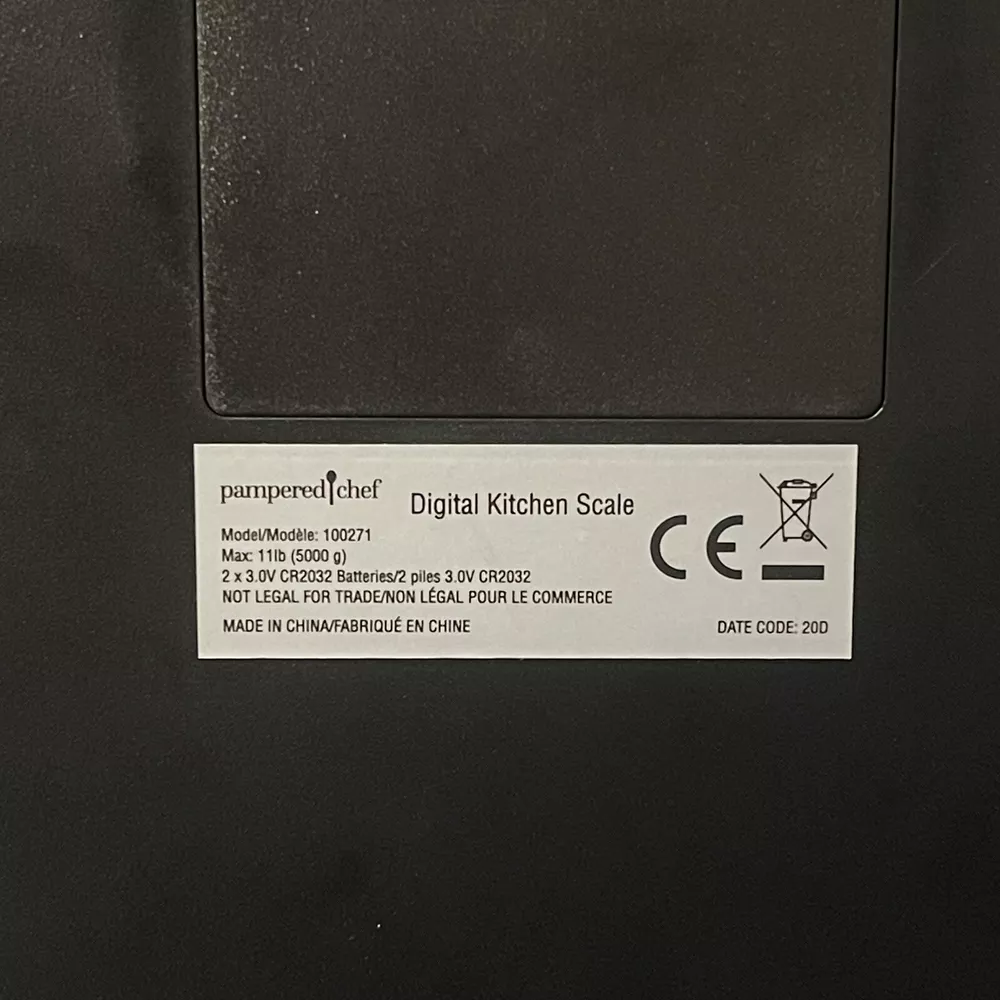 pampered chef
Digital Kitchen Scale
Model/Modèle: 100271
Max: 11lb (5000 g)
2 x 3.0V CR2032 Batteries/2 piles 3.0V CR2032
NOT LEGAL FOR TRADE/NON LÉGAL POUR LE COMMERCE
MADE IN CHINA/FABRIQUÉ EN CHINE
CE
DATE CODE: 20D